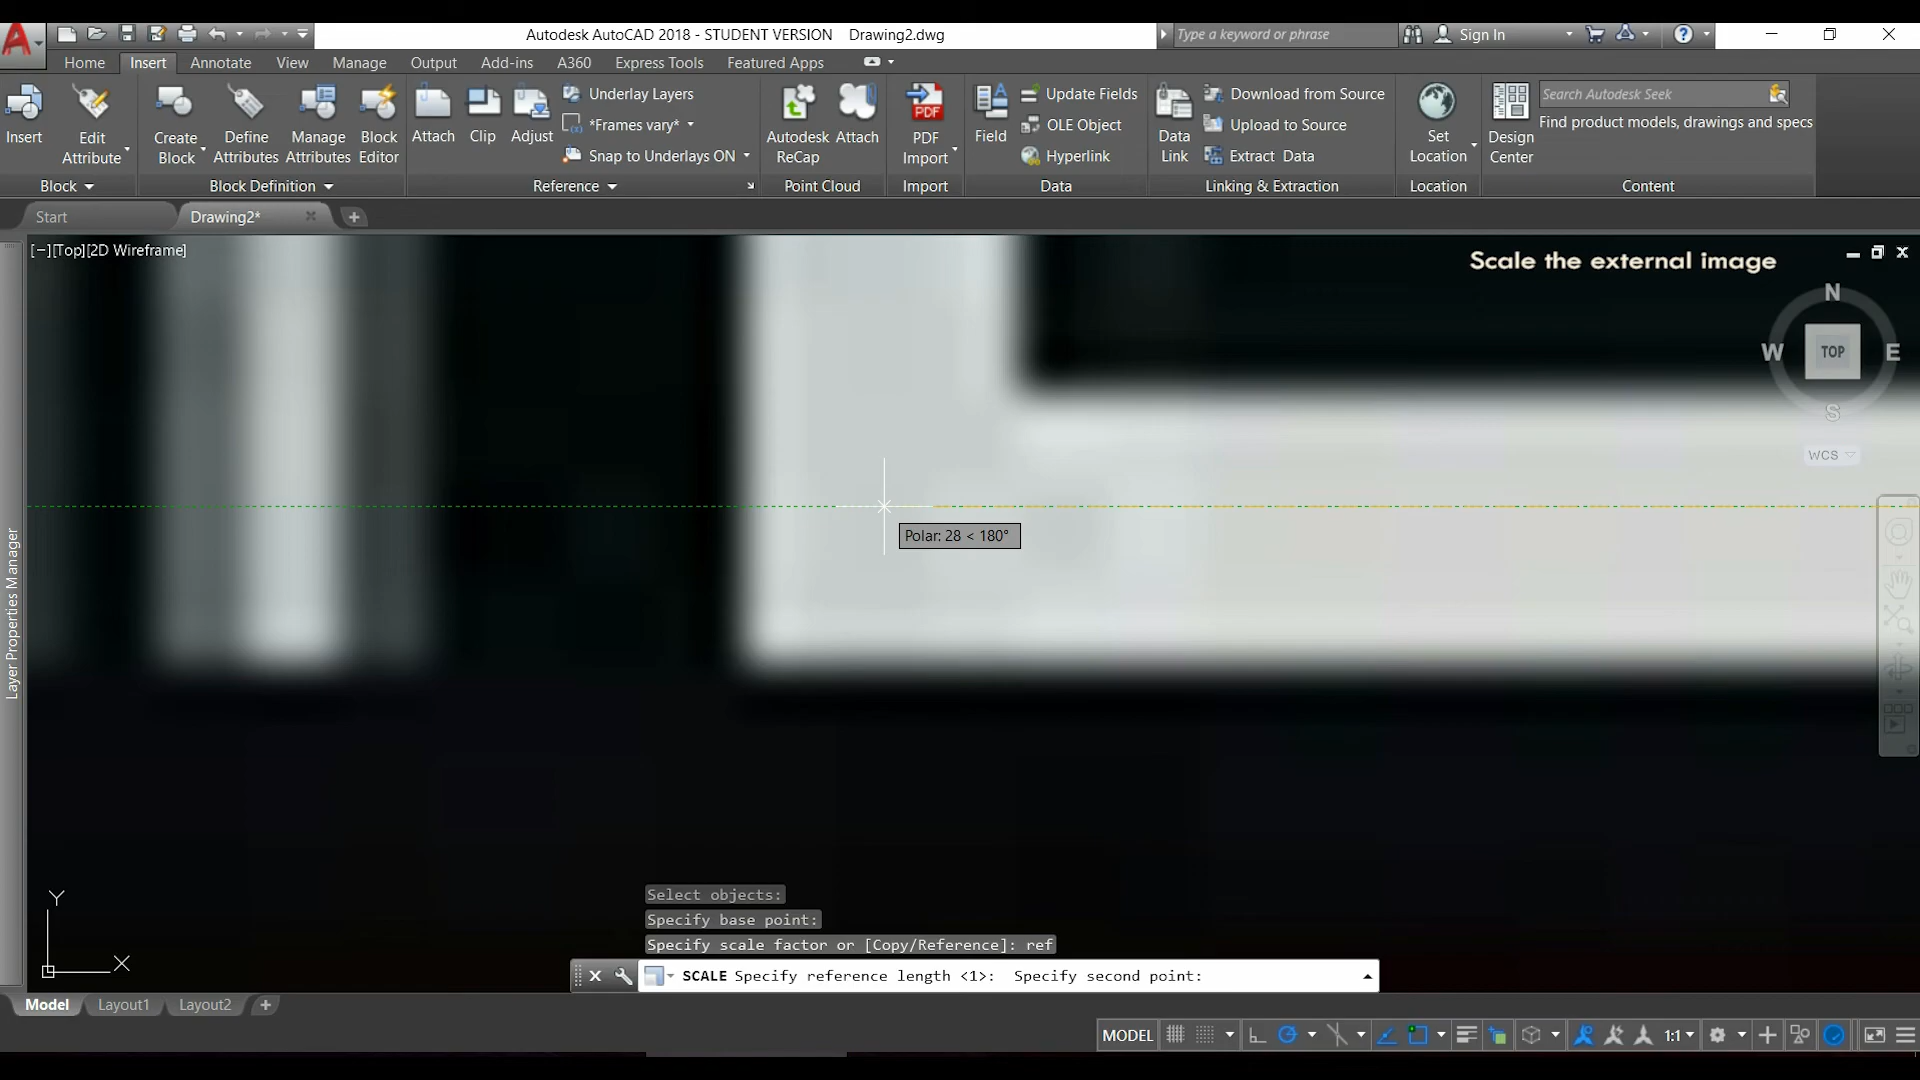 Autodesk AutoCAD 2018 - STUDENT VERSION Drawing2.dwg
Type a keyword or phrase
Sign In
Home Insert Annotate View Manage Output Add-ins A360 Express Tools Featured Apps
Insert
Edit
Attribute
Create
Block
Define
Attributes
Manage
Attributes
Block
Editor
Attach
Clip
Adjust
Underlay Layers
*Frames vary*
Snap to Underlays ON
Autodesk
ReCap
Attach
PDF
PDF
Import
Field
Update Fields
OLE Object
Hyperlink
Data
Link
Download from Source
Upload to Source
Extract Data
Set
Location
Design
Center
Search Autodesk Seek
Find product models, drawings and specs
Block
Block Definition
Reference
Point Cloud
Import
Data
Linking & Extraction
Location
Content
Start
Drawing2*
[−][Top][2D Wireframe]
Scale the external image
N
W
TOP
E
S
WCS
Layer Properties Manager
Polar: 28 < 180°
Y
X
Select objects:
Specify base point:
Specify scale factor or [Copy/Reference]: ref
SCALE Specify reference length <1>: Specify second point:
Model Layout1 Layout2
MODEL
1:1